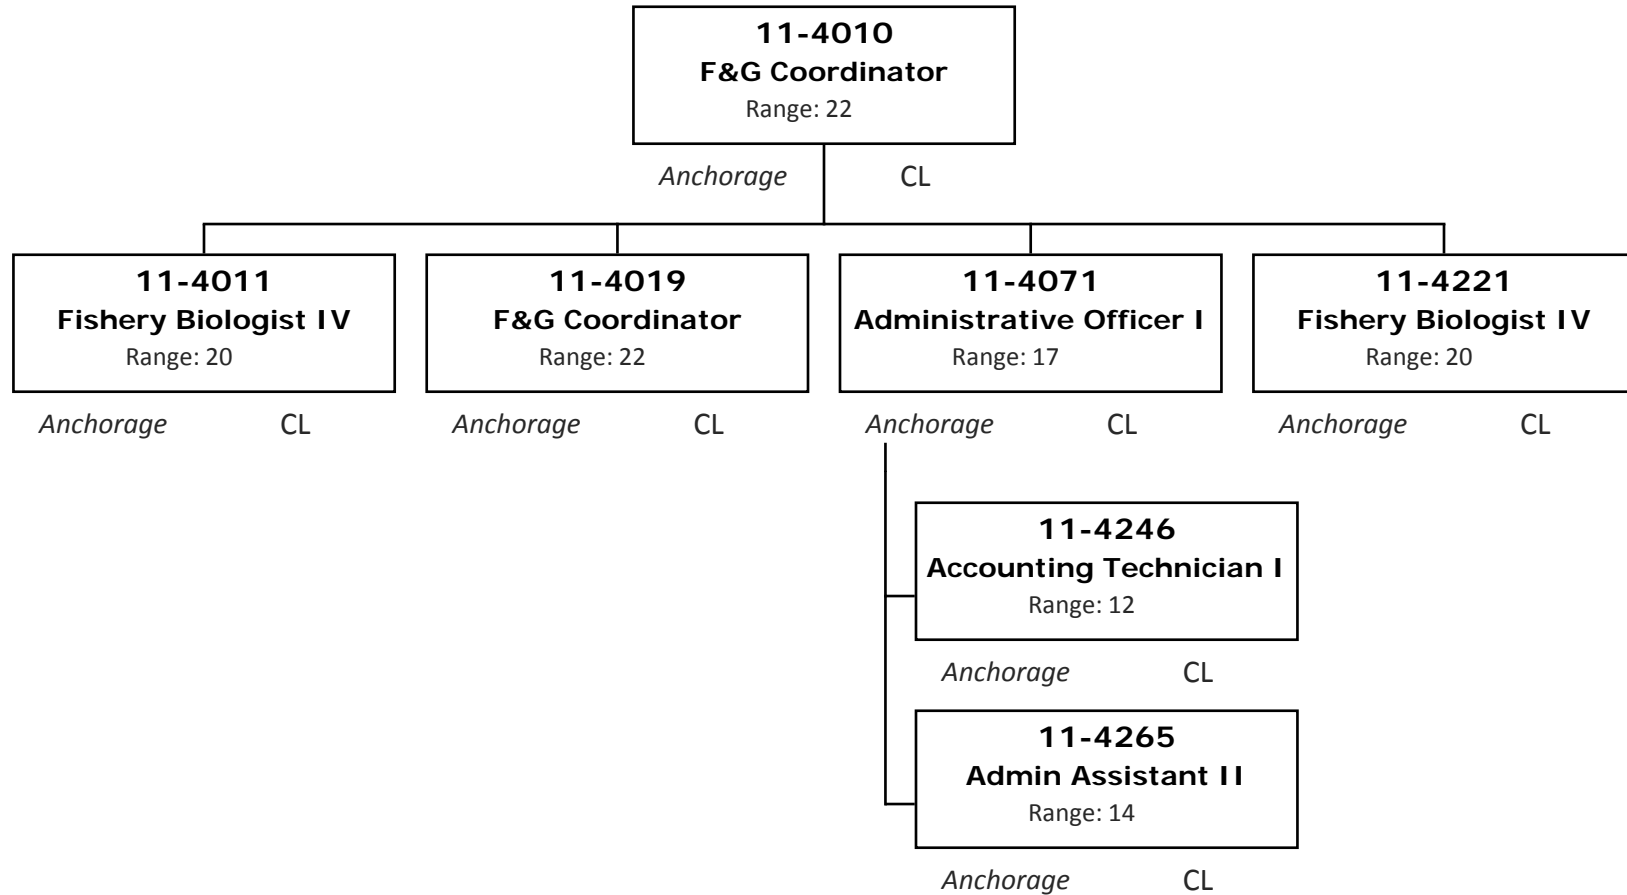 11-4010
F&G Coordinator
Range: 22
Anchorage CL
11-4011
Fishery Biologist IV
Range: 20
Anchorage CL
11-4019
F&G Coordinator
Range: 22
Anchorage CL
11-4071
Administrative Officer I
Range: 17
Anchorage CL
11-4221
Fishery Biologist IV
Range: 20
Anchorage CL
11-4246
Accounting Technician I
Range: 12
Anchorage CL
11-4265
Admin Assistant II
Range: 14
Anchorage CL